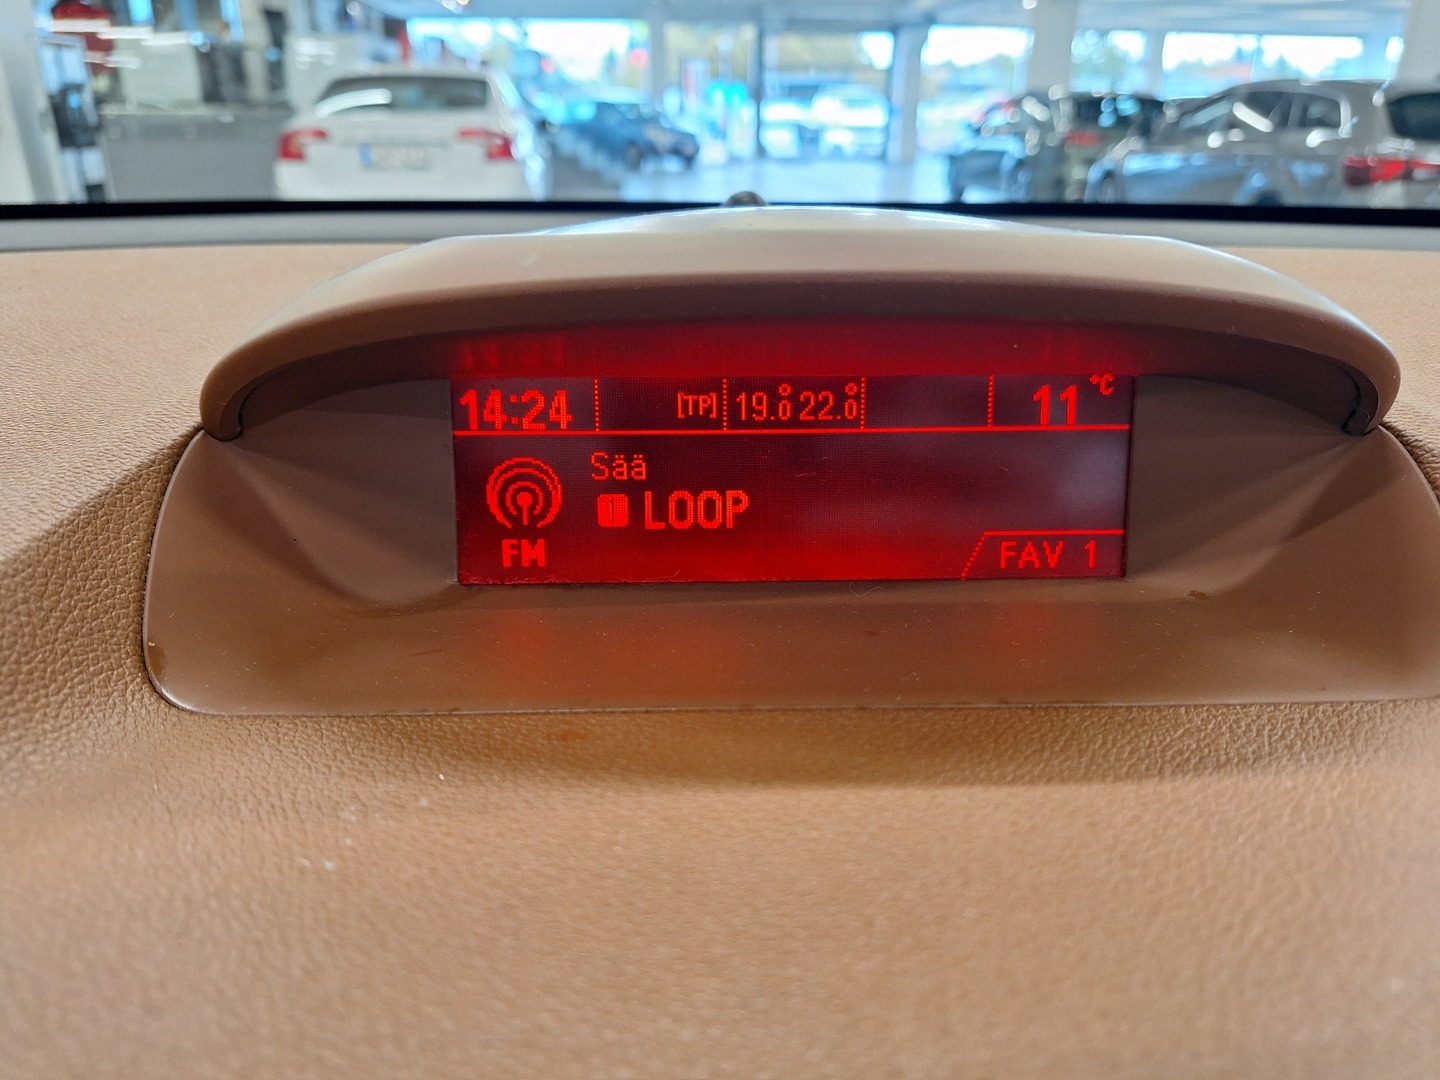 14:24 [TP] 19.0° 22.0° 11 °C
Sää
1 LOOP
FM
FAV 1